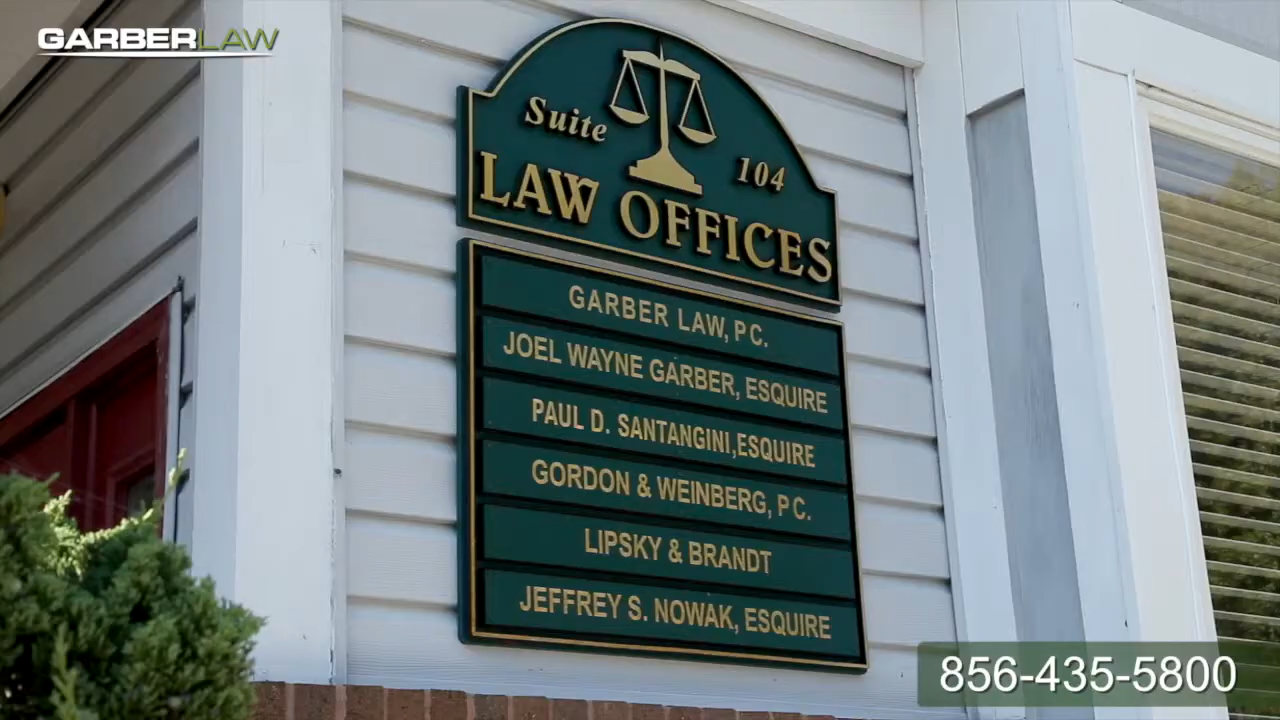 GARBERLAW
Suite 104
LAW OFFICES
GARBER LAW, P.C.
JOEL WAYNE GARBER, ESQUIRE
PAUL D. SANTANGINI,ESQUIRE
GORDON & WEINBERG, P.C.
LIPSKY & BRANDT
JEFFREY S. NOWAK, ESQUIRE
856-435-5800